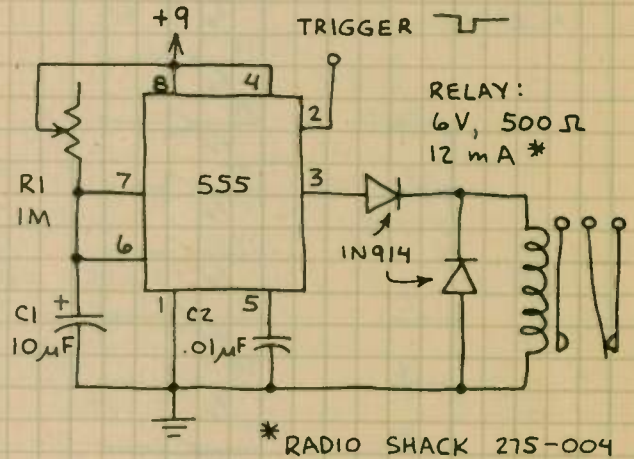 +9
TRIGGER
8 4
RELAY:
6V, 500 Ω
12 mA *
2
R1
1M
7
555
3
6
1N914
C1
+
10µF
1
C2
5
.01µF
* RADIO SHACK 275-004